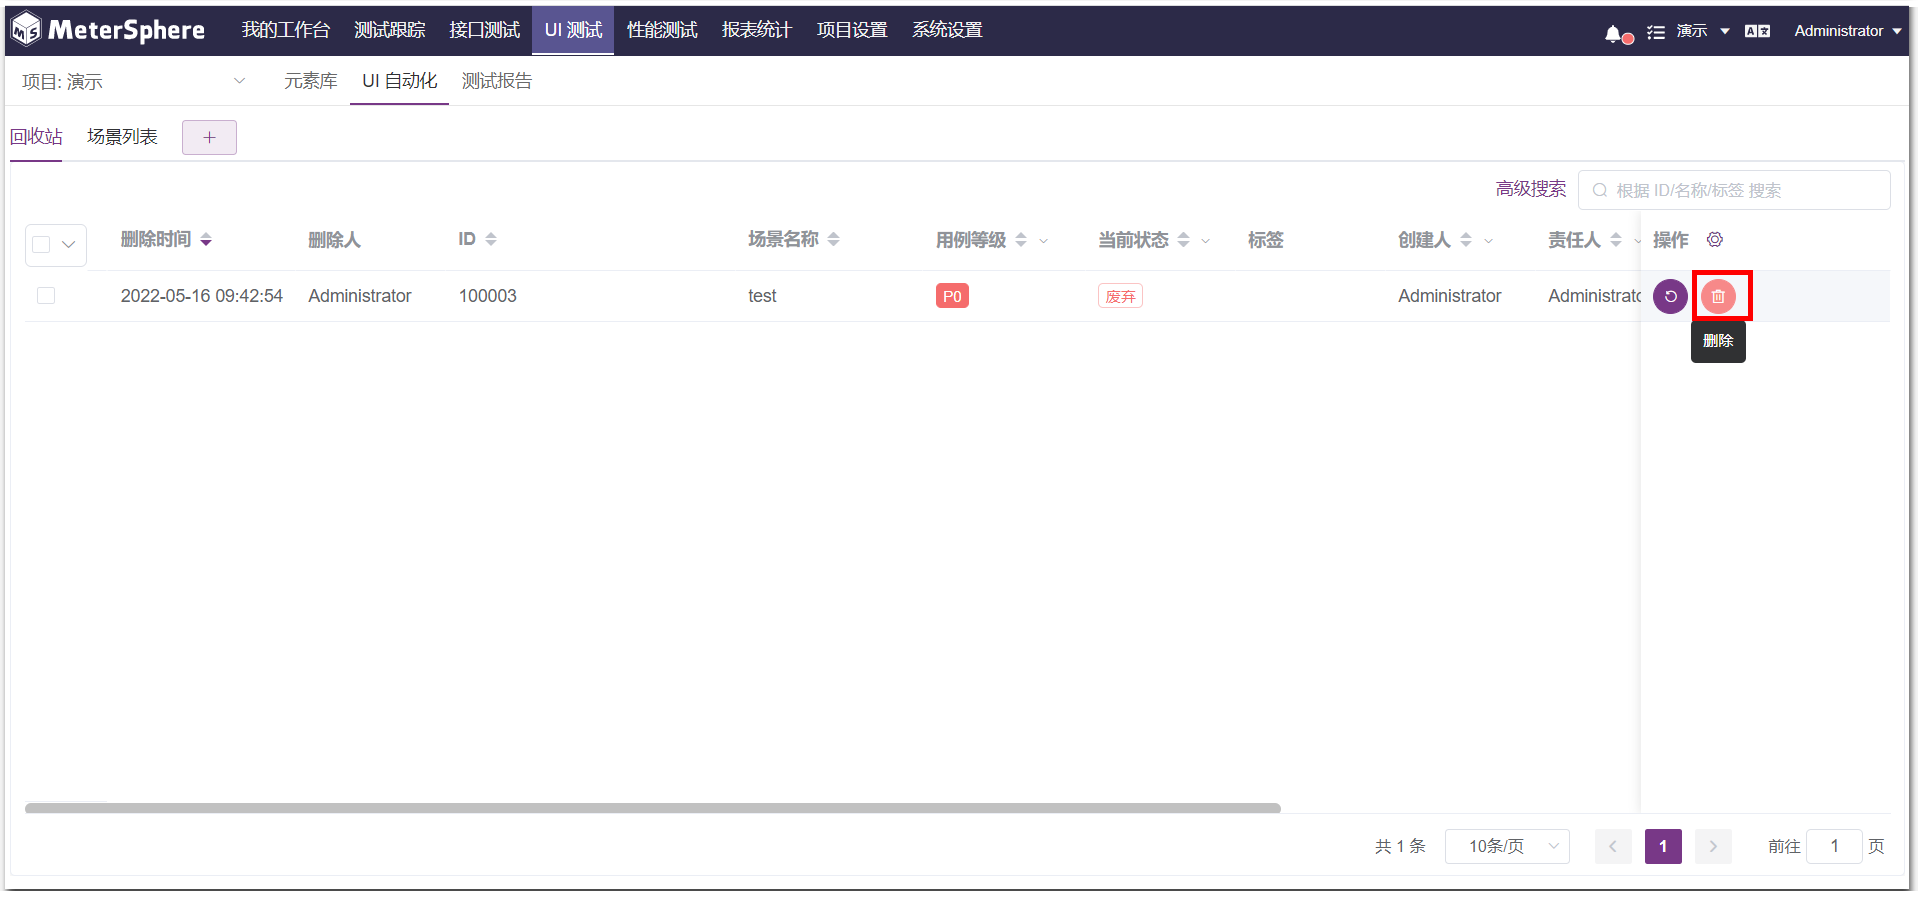 MS MeterSphere 我的工作台 测试跟踪 接口测试 UI 测试 性能测试 报表统计 项目设置 系统设置 演示 Administrator
项目: 演示 元素库 UI 自动化 测试报告
回收站 场景列表 +
高级搜索 根据 ID/名称/标签 搜索
删除时间 删除人 ID 场景名称 用例等级 当前状态 标签 创建人 责任人 操作
2022-05-16 09:42:54 Administrator 100003 test P0 废弃 Administrator Administrato
删除
共 1 条 10条/页 1 前往 1 页